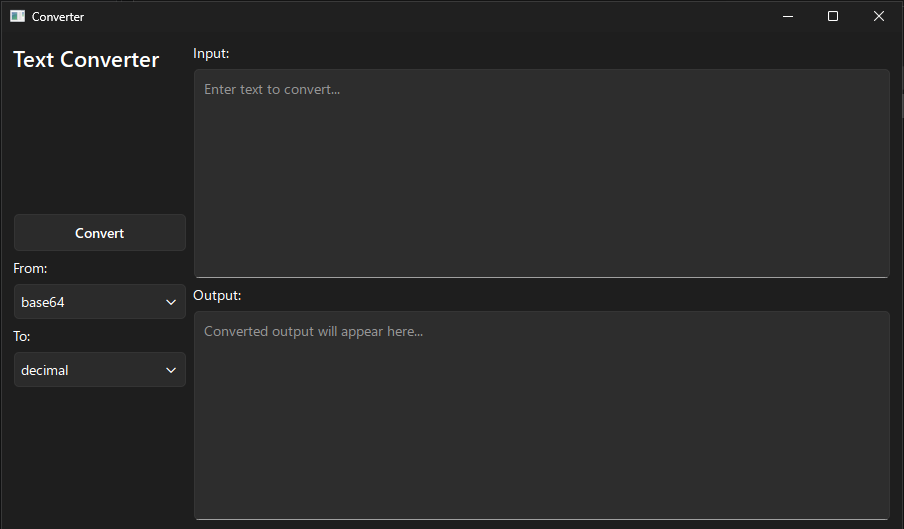 Converter
Text Converter
Convert
From:
base64
To:
decimal
Input:
Enter text to convert...
Output:
Converted output will appear here...